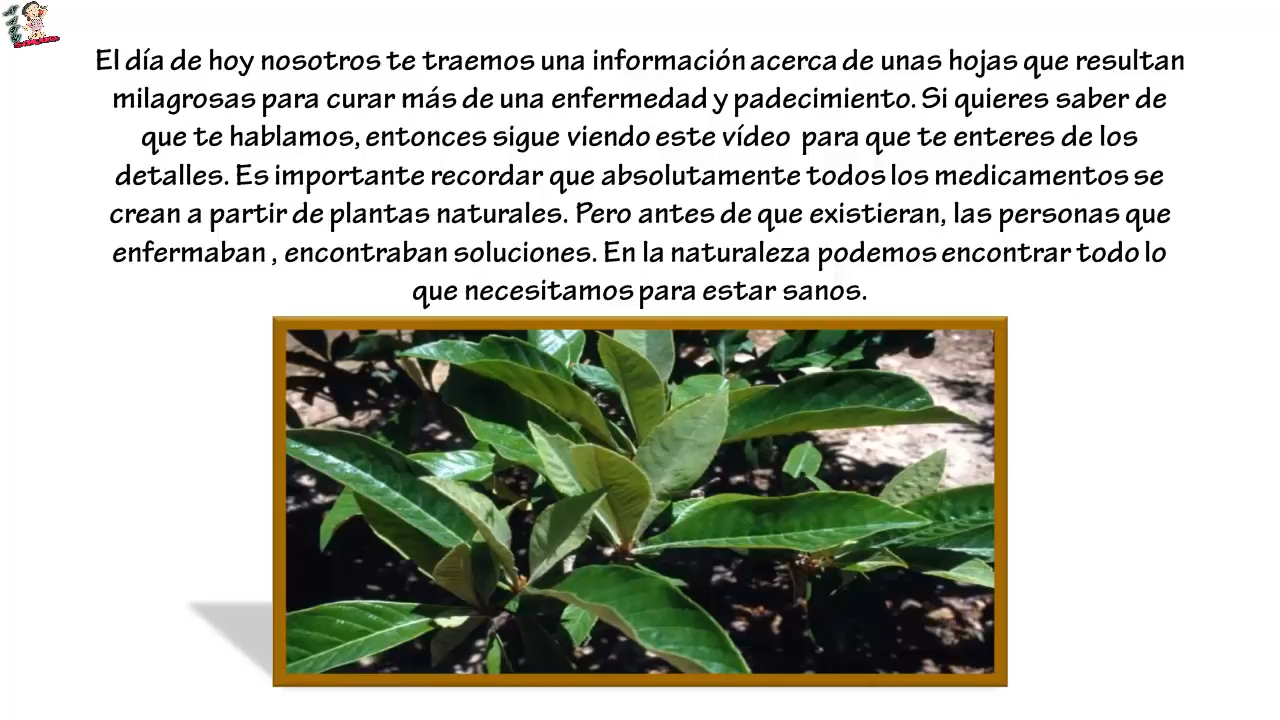 El día de hoy nosotros te traemos una información acerca de unas hojas que resultan
milagrosas para curar más de una enfermedad y padecimiento. Si quieres saber de
que te hablamos, entonces sigue viendo este vídeo para que te enteres de los
detalles. Es importante recordar que absolutamente todos los medicamentos se
crean a partir de plantas naturales. Pero antes de que existieran, las personas que
enfermaban , encontraban soluciones. En la naturaleza podemos encontrar todo lo
que necesitamos para estar sanos.